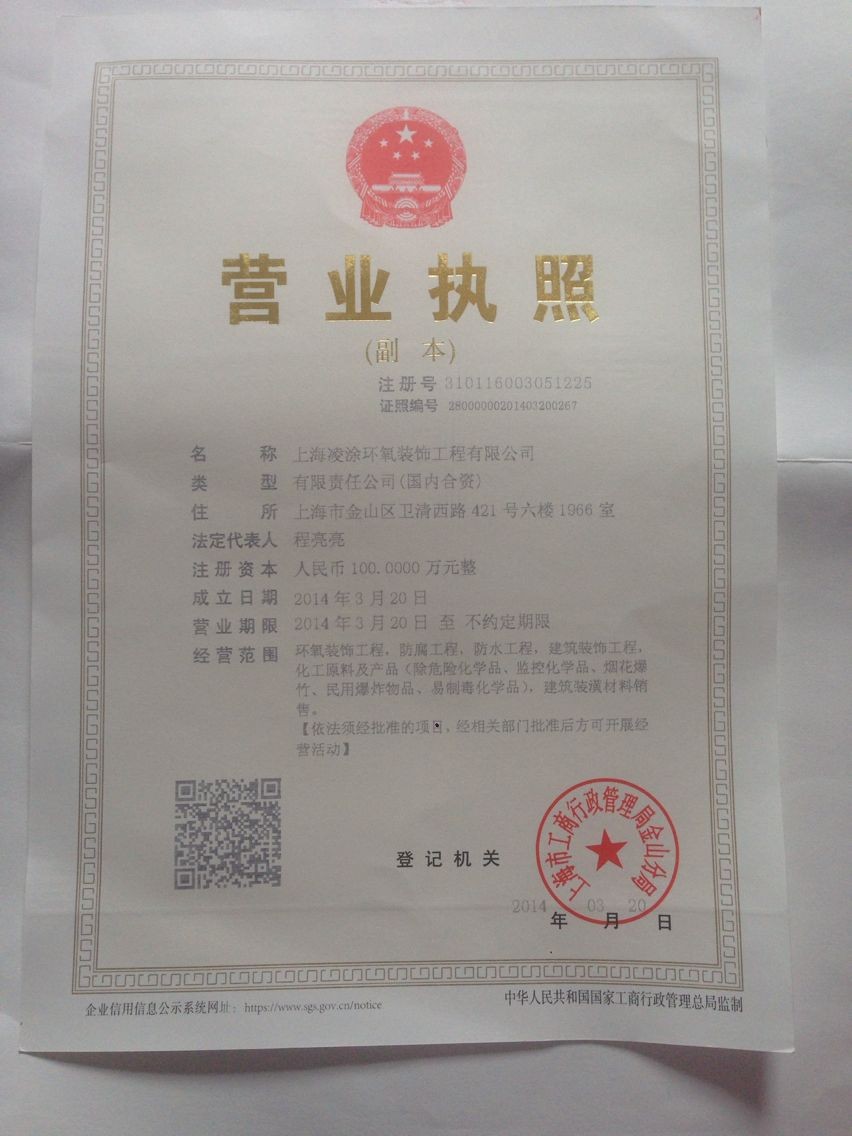 营业执照
(副 本)
注册号 310116003051225
证照编号 28000000201403200267
名称 上海凌涂环氧装饰工程有限公司
类型 有限责任公司(国内合资)
住所 上海市金山区卫清西路421号六楼1966室
法定代表人 程亮亮
注册资本 人民币100.0000万元整
成立日期 2014年3月20日
营业期限 2014年3月20日 至 不约定期限
经营范围 环氧装饰工程，防腐工程，防水工程，建筑装饰工程，
化工原料及产品（除危险化学品、监控化学品、烟花爆
竹、民用爆炸物品、易制毒化学品），建筑装潢材料销
售。
【依法须经批准的项目，经相关部门批准后方可开展经
营活动】
登记机关
上海市工商行政管理局金山分局
2014年03月20日
企业信用信息公示系统网址：https://www.sgs.gov.cn/notice
中华人民共和国国家工商行政管理总局监制